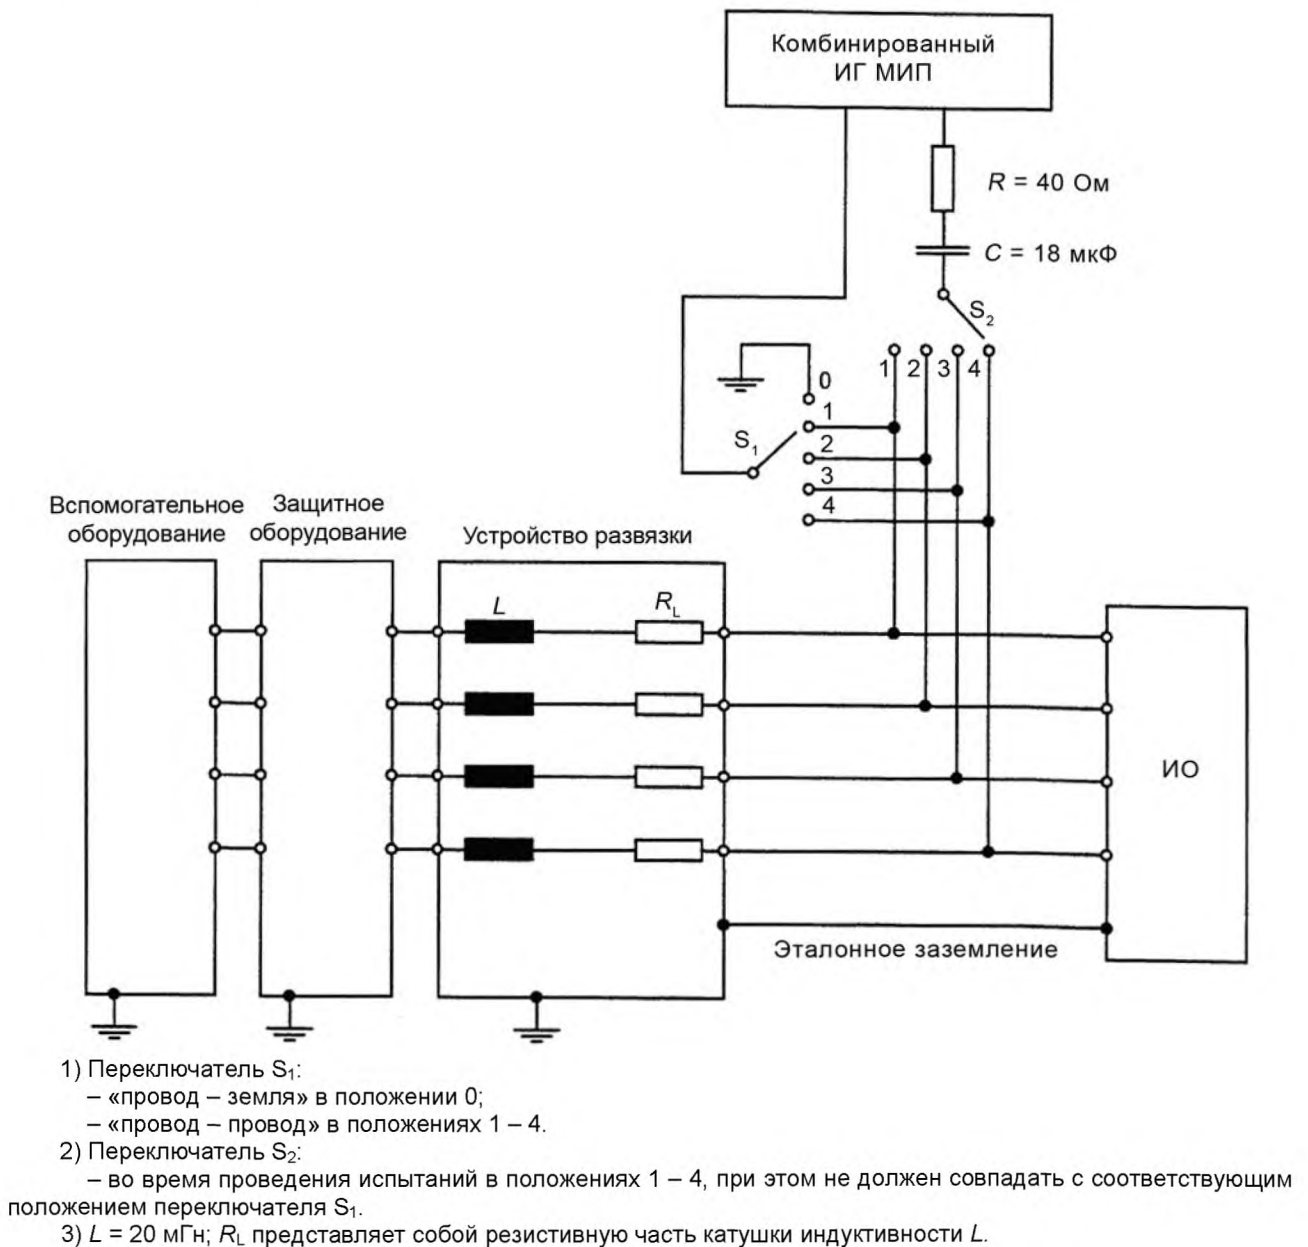 Комбинированный
ИГ МИП
R = 40 Ом
C = 18 мкФ
S2
1 2 3 4
0
1
S1
2
3
4
Вспомогательное
оборудование
Защитное
оборудование
Устройство развязки
L
RL
ИО
Эталонное заземление
1) Переключатель S1:
– «провод – земля» в положении 0;
– «провод – провод» в положениях 1 – 4.
2) Переключатель S2:
– во время проведения испытаний в положениях 1 – 4, при этом не должен совпадать с соответствующим
положением переключателя S1.
3) L = 20 мГн; RL представляет собой резистивную часть катушки индуктивности L.